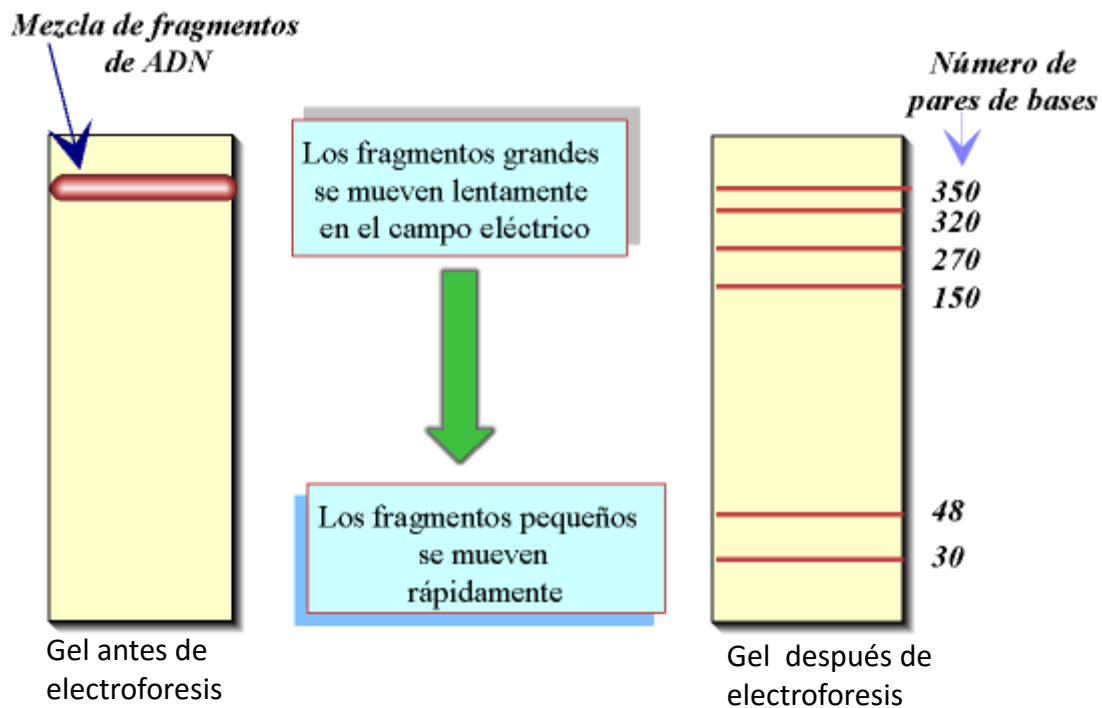 Mezcla de fragmentos
de ADN
Los fragmentos grandes
se mueven lentamente
en el campo eléctrico
Los fragmentos pequeños
se mueven
rápidamente
Número de
pares de bases
350
320
270
150
48
30
Gel antes de
electroforesis
Gel después de
electroforesis